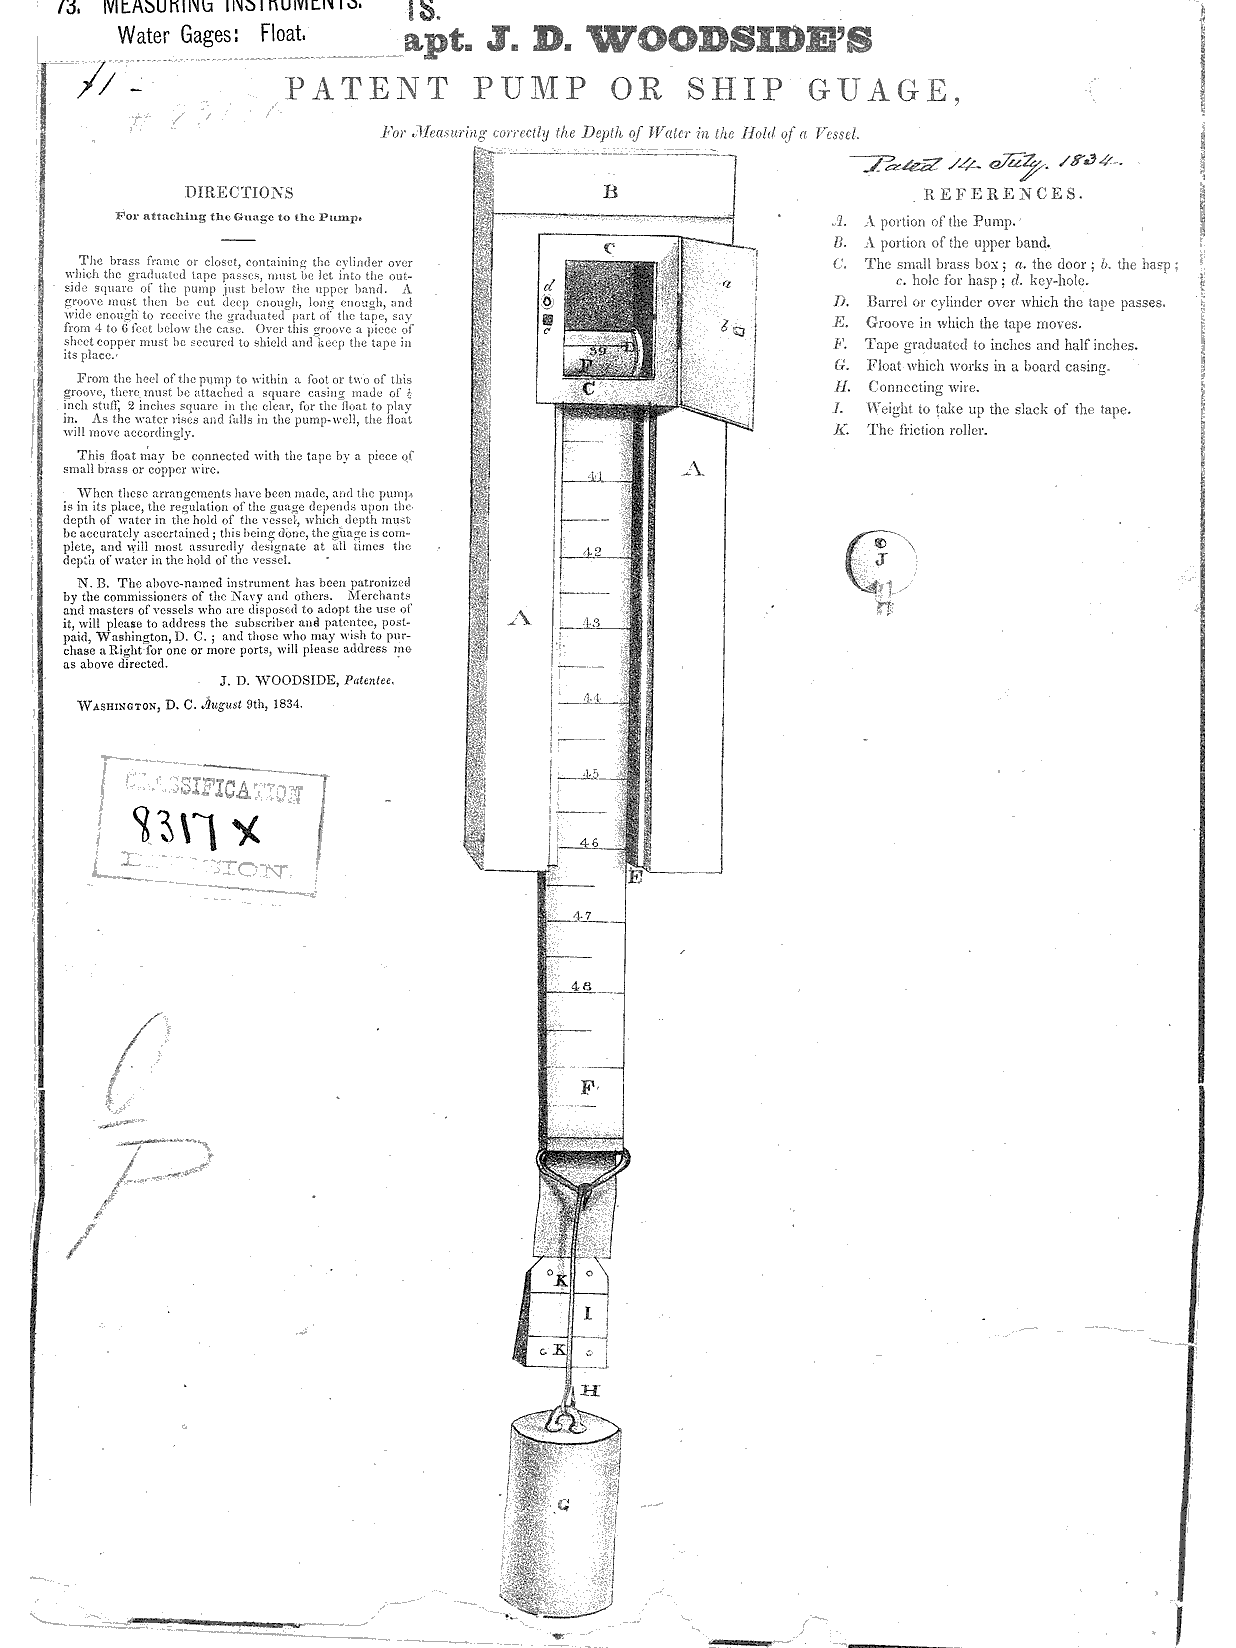 73. MEASURING INSTRUMENTS.
Water Gages: Float.
apt. J. D. WOODSIDE'S
PATENT PUMP OR SHIP GUAGE,
For Measuring correctly the Depth of Water in the Hold of a Vessel.
Pated 14 July. 1834.
DIRECTIONS
For attaching the Guage to the Pump.
The brass frame or closet, containing the cylinder over
which the graduated tape passes, must be let into the out-
side square of the pump just below the upper band. A
groove must then be cut deep enough, long enough, and
wide enough to receive the graduated part of the tape, say
from 4 to 6 feet below the case. Over this groove a piece of
sheet copper must be secured to shield and keep the tape in
its place.
From the heel of the pump to within a foot or two of this
groove, there must be attached a square casing made of ½
inch stuff, 2 inches square in the clear, for the float to play
in. As the water rises and falls in the pump-well, the float
will move accordingly.
This float may be connected with the tape by a piece of
small brass or copper wire.
When these arrangements have been made, and the pump
is in its place, the regulation of the guage depends upon the
depth of water in the hold of the vessel, which depth must
be accurately ascertained; this being done, the guage is com-
plete, and will most assuredly designate at all times the
depth of water in the hold of the vessel.
N. B. The above-named instrument has been patronized
by the commissioners of the Navy and others. Merchants
and masters of vessels who are disposed to adopt the use of
it, will please to address the subscriber and patentee, post-
paid, Washington, D. C.; and those who may wish to pur-
chase a Right for one or more ports, will please address me
as above directed.
J. D. WOODSIDE, Patentee.
WASHINGTON, D. C. August 9th, 1834.
CLASSIFICATION
8317 X
DIVISION.
REFERENCES.
A. A portion of the Pump.
B. A portion of the upper band.
C. The small brass box; a. the door; b. the hasp;
c. hole for hasp; d. key-hole.
D. Barrel or cylinder over which the tape passes.
E. Groove in which the tape moves.
F. Tape graduated to inches and half inches.
G. Float which works in a board casing.
H. Connecting wire.
I. Weight to take up the slack of the tape.
K. The friction roller.
B
C
d
c
a
b
39
D
F
C
A
A
41
42
43
44
45
46
E
47
48
F
K
I
K
H
G
J